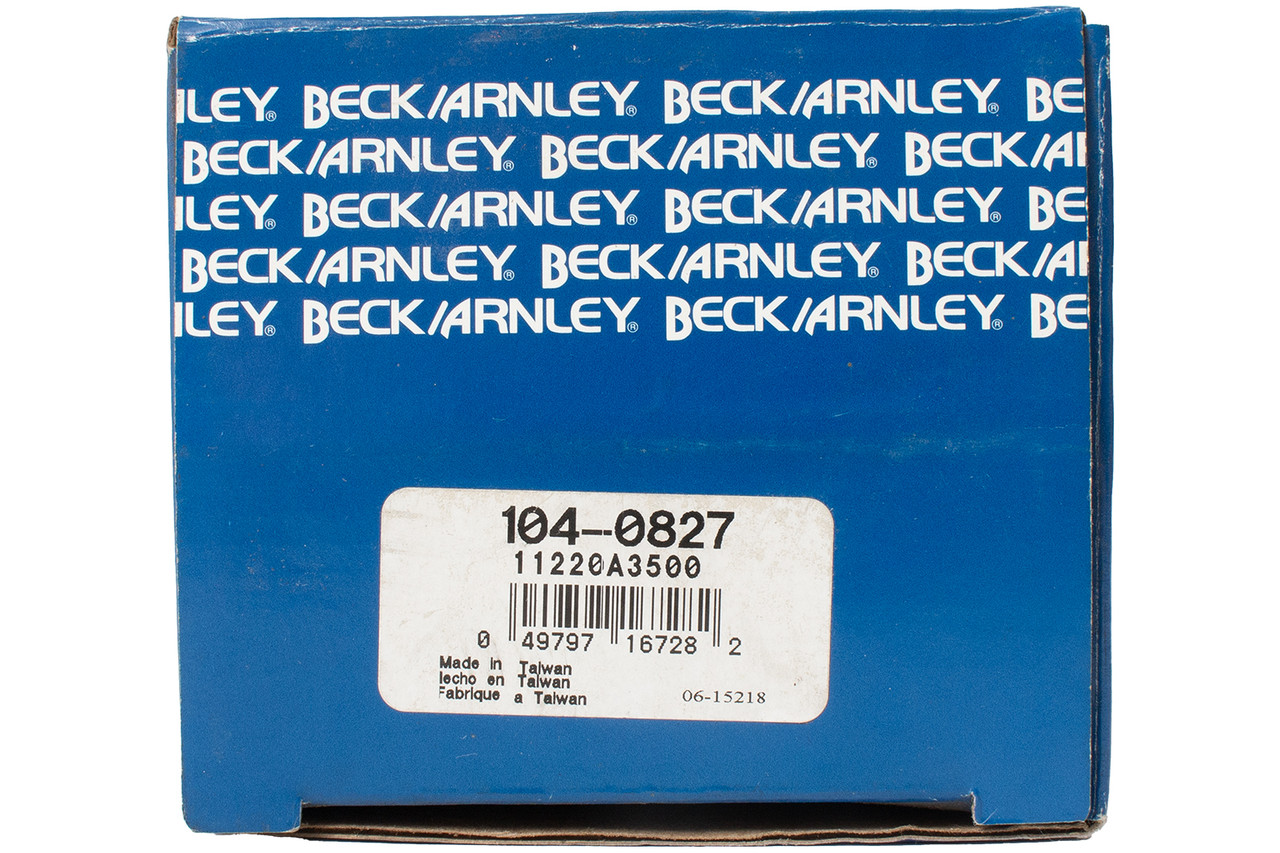 ILEY® BECK/ARNLEY® BECK/ARNLEY® BE
BECK/ARNLEY® BECK/ARNLEY® BECK/AI
ILEY® BECK/ARNLEY® BECK/ARNLEY® BE
BECK/ARNLEY® BECK/ARNLEY® BECK/AI
ILEY® BECK/ARNLEY® BECK/ARNLEY® BE
104-0827
11220A3500
0 49797 16728 2
Made in Taiwan
lecho en Taiwan
Fabrique a Taiwan
06-15218